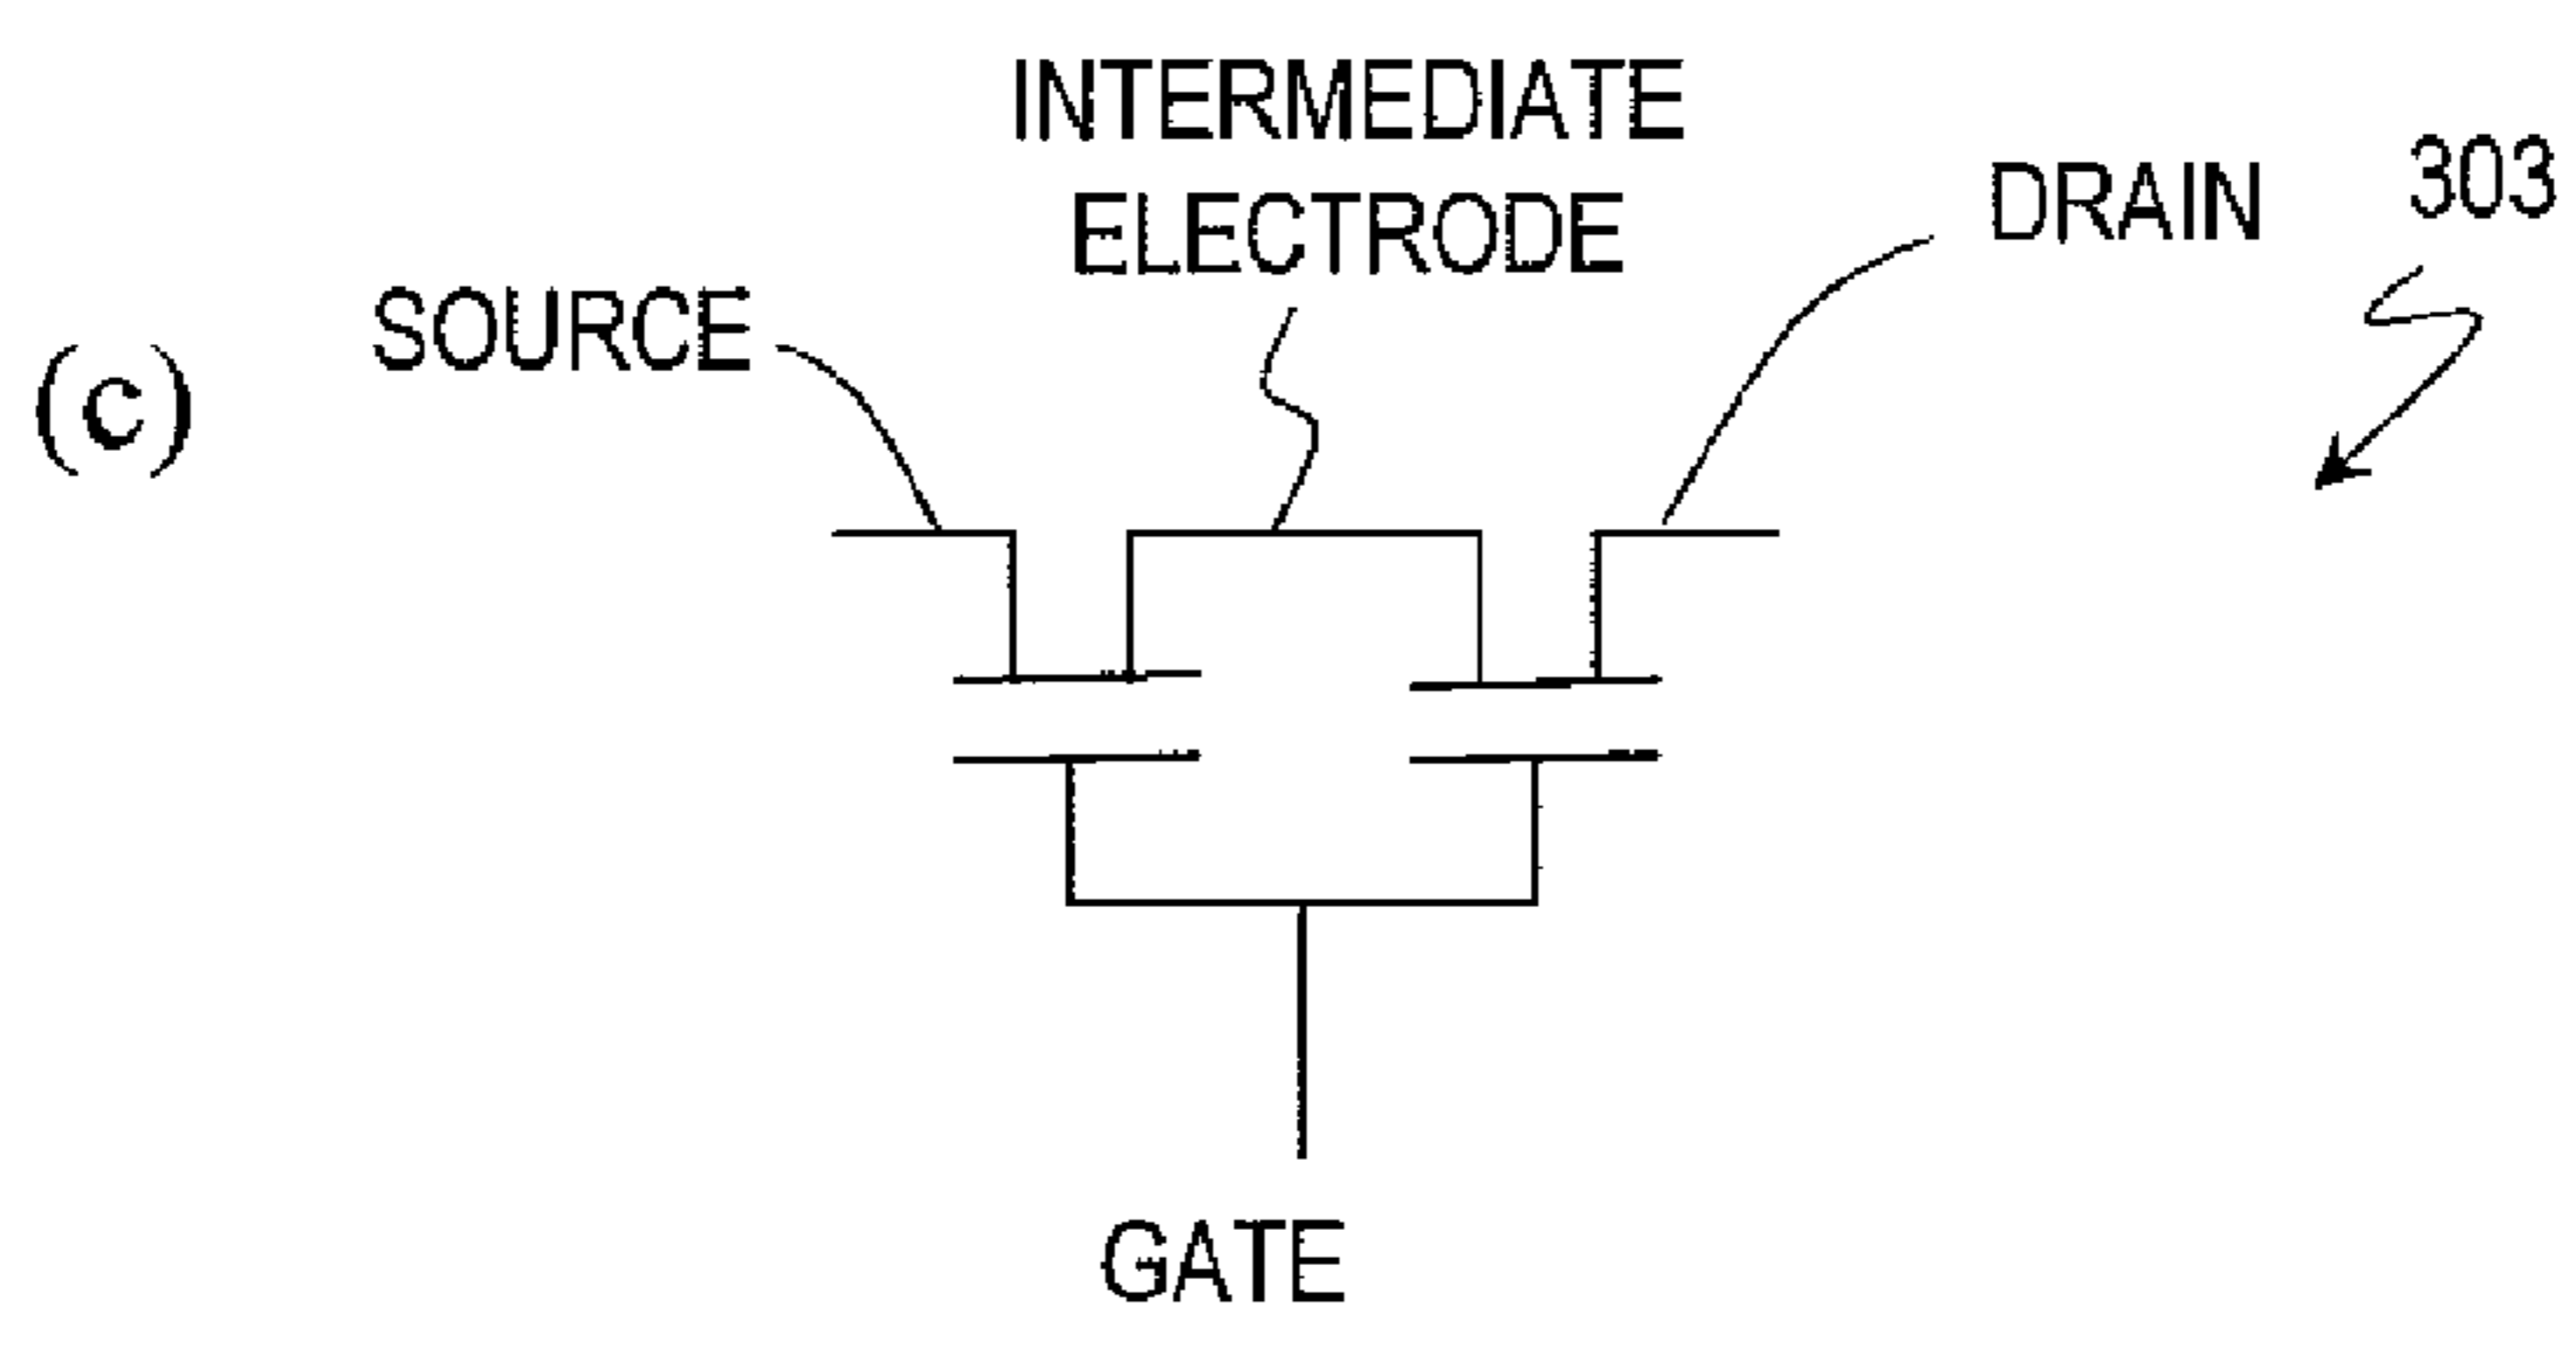 INTERMEDIATE
ELECTRODE
DRAIN
303
SOURCE
(c)
GATE